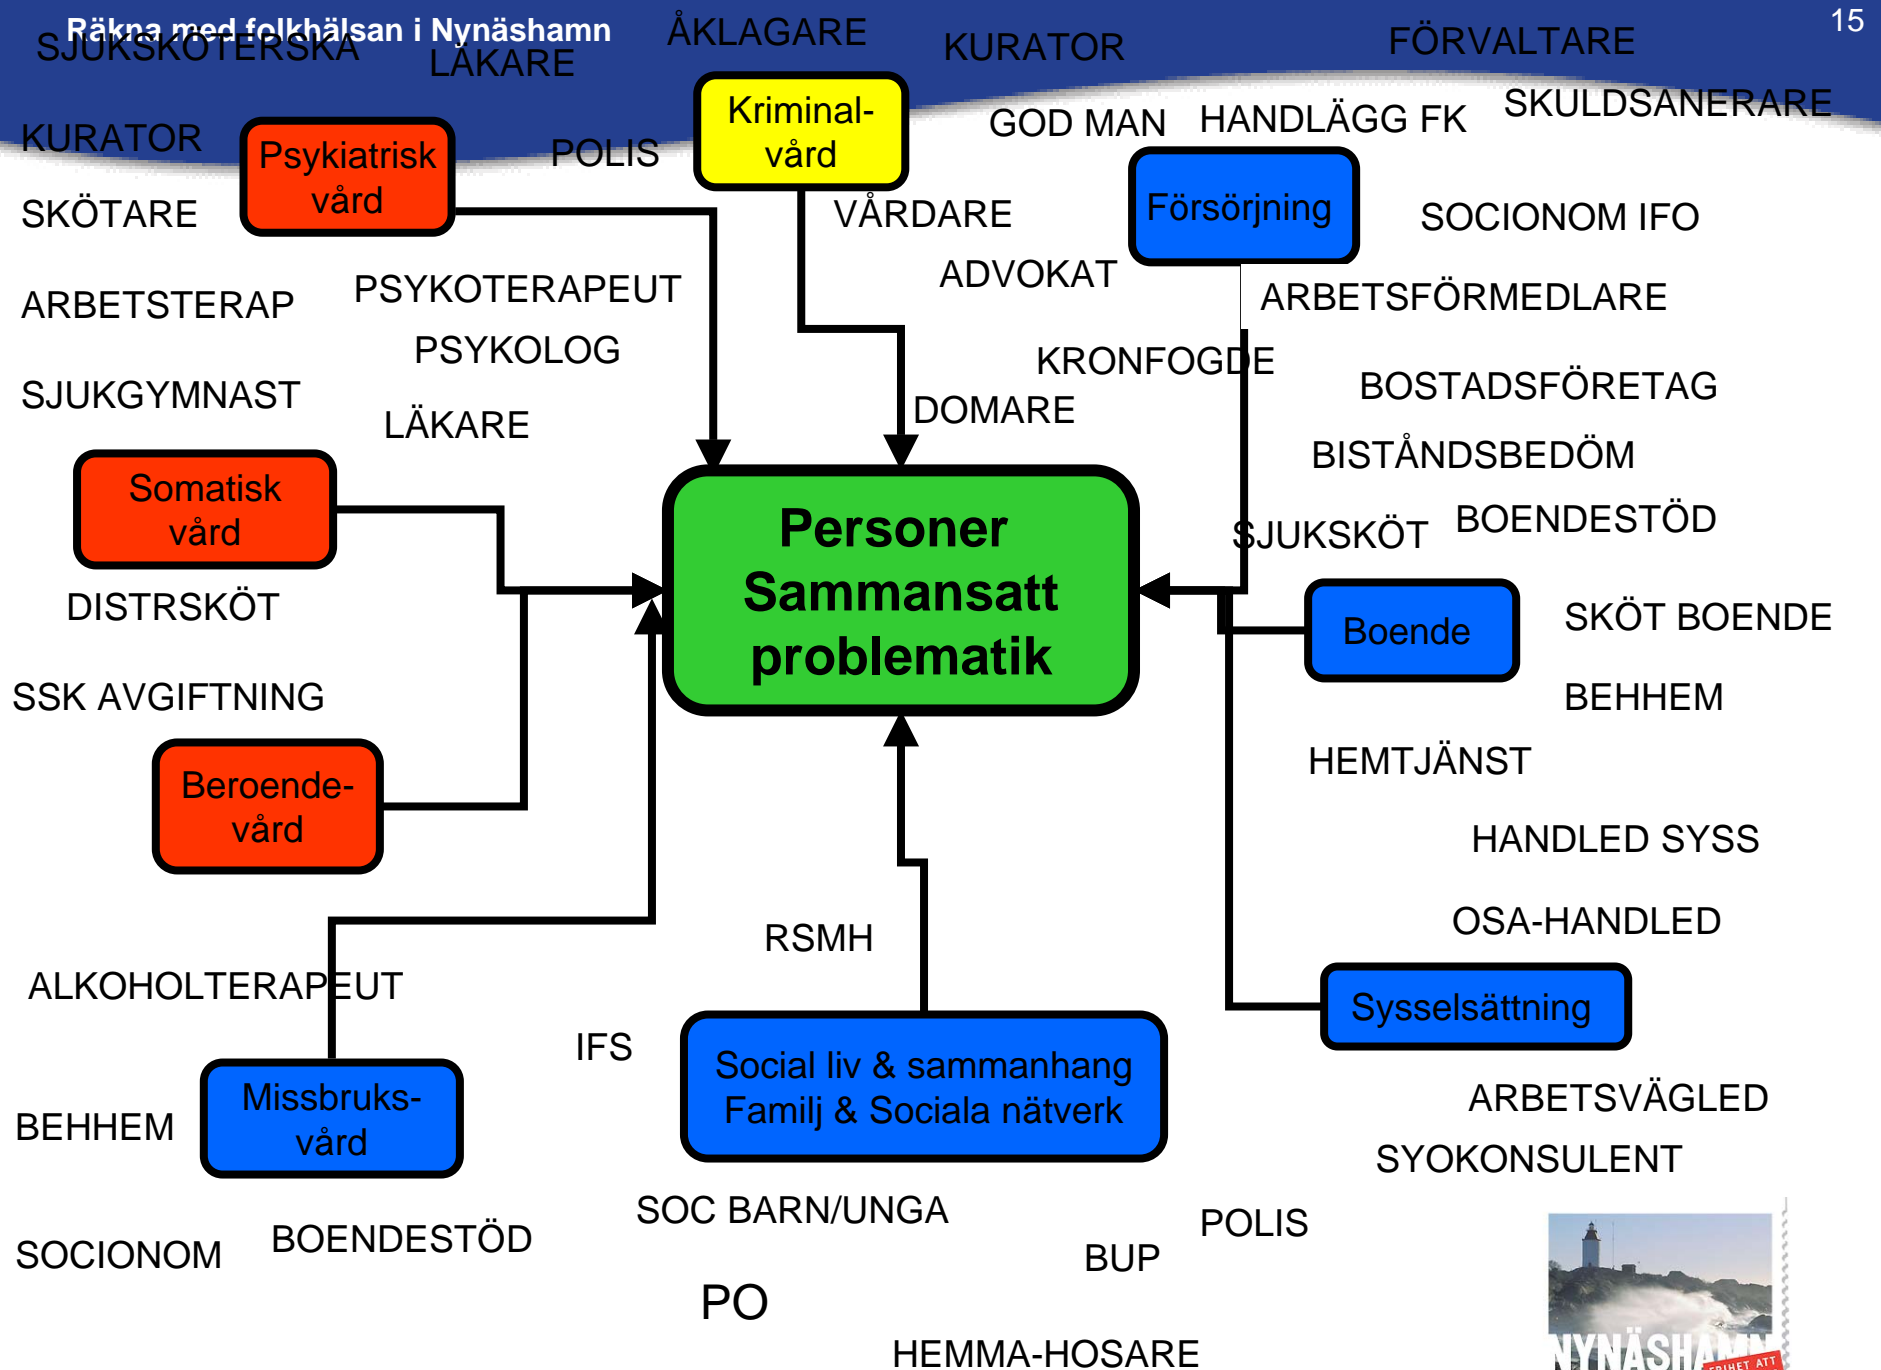 Räkna med folkhälsan i Nynäshamn
15
SJUKSKÖTERSKA
LÄKARE
ÅKLAGARE
KURATOR
FÖRVALTARE
KURATOR
Psykiatrisk
vård
POLIS
Kriminal-
vård
GOD MAN
HANDLÄGG FK
SKULDSANERARE
SKÖTARE
VÅRDARE
Försörjning
SOCIONOM IFO
ARBETSTERAP
PSYKOTERAPEUT
ADVOKAT
ARBETSFÖRMEDLARE
PSYKOLOG
KRONFOGDE
SJUKGYMNAST
LÄKARE
DOMARE
BOSTADSFÖRETAG
BISTÅNDSBEDÖM
Somatisk
vård
Personer
Sammansatt
problematik
SJUKSKÖT
BOENDESTÖD
DISTRSKÖT
Boende
SKÖT BOENDE
SSK AVGIFTNING
BEHHEM
Beroende-
vård
HEMTJÄNST
HANDLED SYSS
RSMH
OSA-HANDLED
ALKOHOLTERAPEUT
Sysselsättning
IFS
Social liv & sammanhang
Familj & Sociala nätverk
Missbruks-
vård
BEHHEM
ARBETSVÄGLED
SYOKONSULENT
SOC BARN/UNGA
POLIS
SOCIONOM
BOENDESTÖD
BUP
PO
HEMMA-HOSARE
NYNÄSHAMN
FRIHET ATT